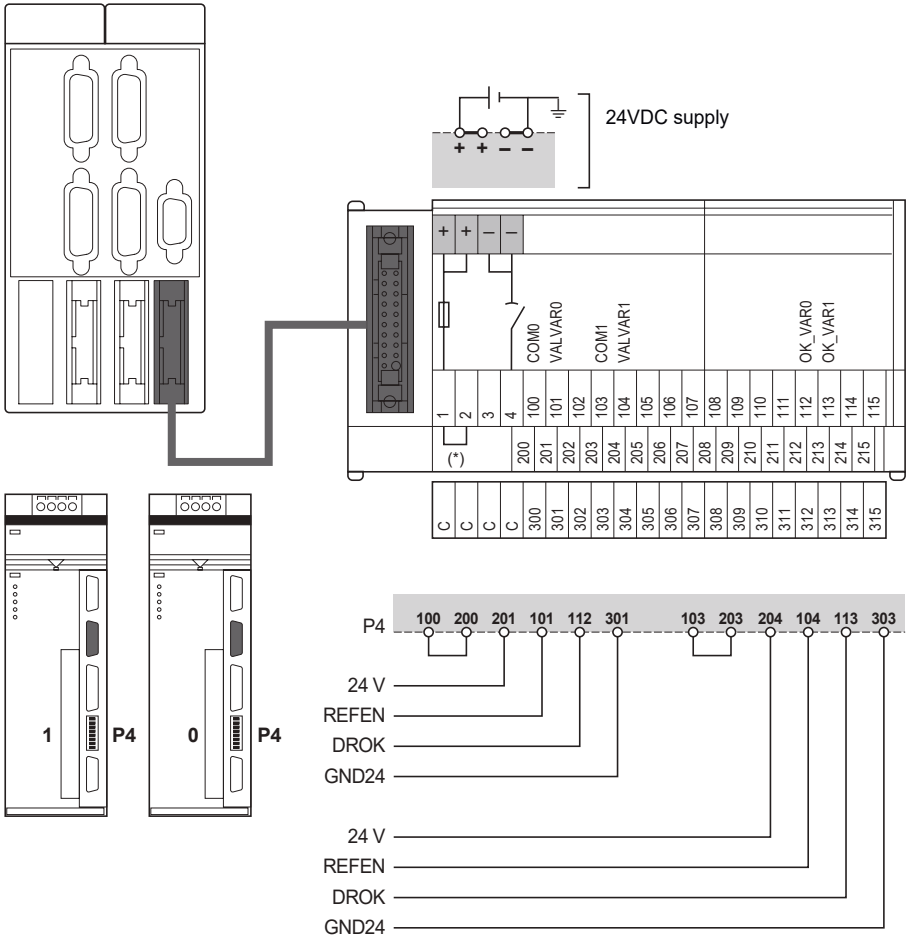 24VDC supply
+ + − −
+ + − −
COM0
VALVAR0
COM1
VALVAR1
OK_VAR0
OK_VAR1
1 2 3 4 100 101 102 103 104 105 106 107 108 109 110 111 112 113 114 115
(*) 200 201 202 203 204 205 206 207 208 209 210 211 212 213 214 215
C C C C 300 301 302 303 304 305 306 307 308 309 310 311 312 313 314 315
1 P4
0 P4
P4 100 200 201 101 112 301 103 203 204 104 113 303
24 V
REFEN
DROK
GND24
24 V
REFEN
DROK
GND24